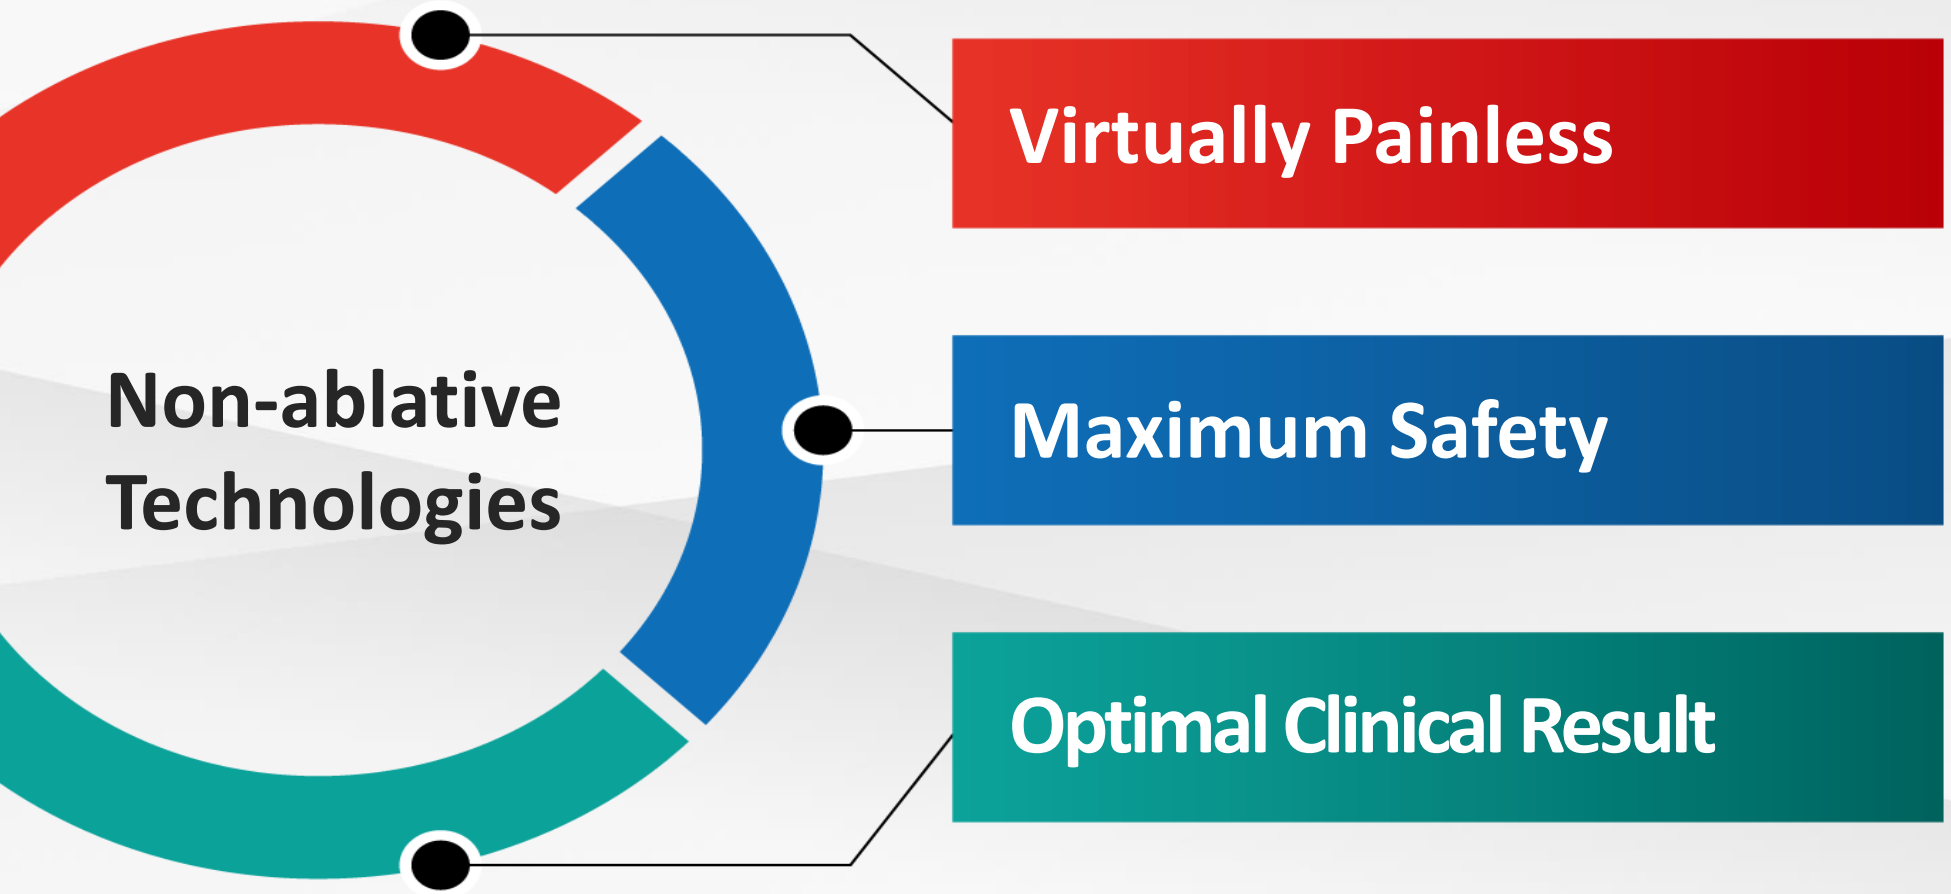 Virtually Painless
Non-ablative
Technologies
Maximum Safety
Optimal Clinical Result